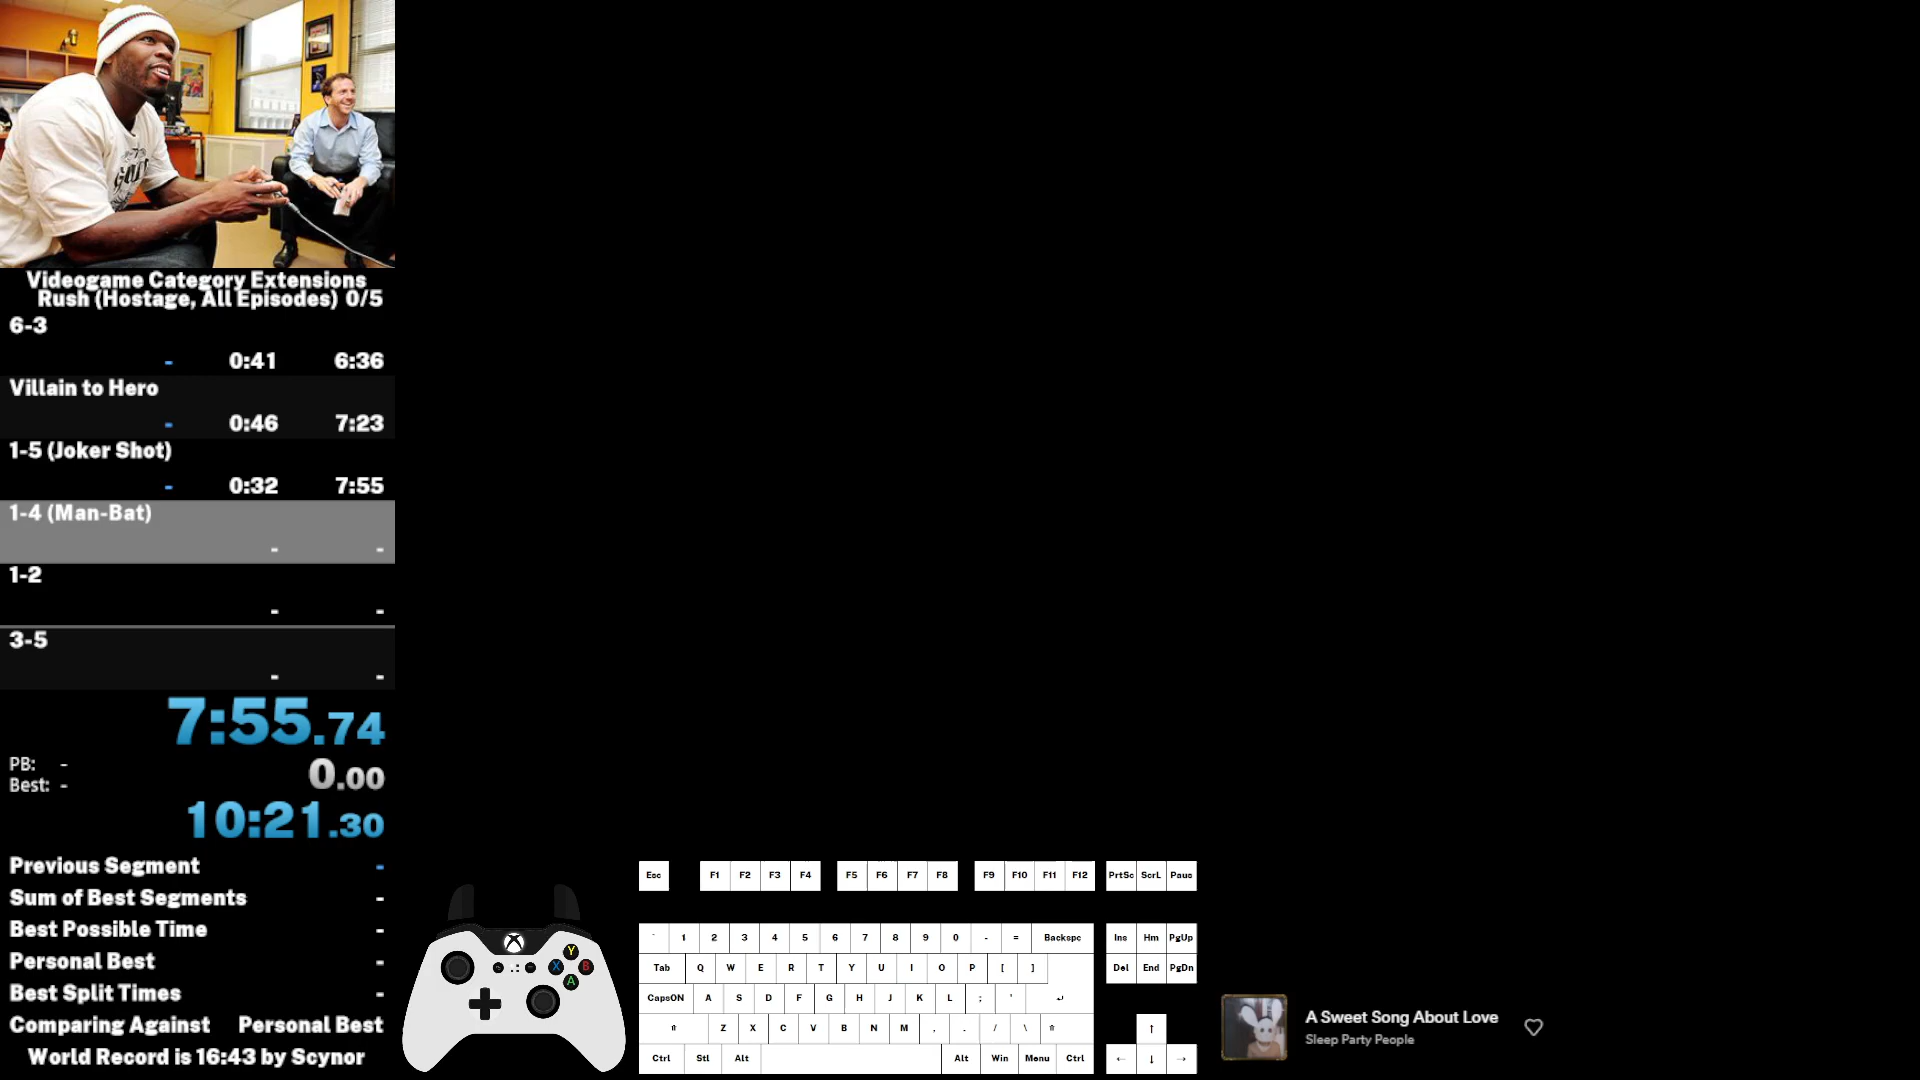 Videogame Category Extensions
Rush (Hostage, All Episodes) 0/5
6-3
- 0:41 6:36
Villain to Hero
- 0:46 7:23
1-5 (Joker Shot)
- 0:32 7:55
1-4 (Man-Bat)
- -
1-2
- -
3-5
- -
7:55.74
PB: -
0.00
Best: -
10:21.30
Previous Segment -
Sum of Best Segments -
Best Possible Time -
Personal Best -
Best Split Times -
Comparing Against Personal Best
World Record is 16:43 by Scynor
Y
X B
A
Esc F1 F2 F3 F4 F5 F6 F7 F8 F9 F10 F11 F12 PrtSc ScrL Paus
` 1 2 3 4 5 6 7 8 9 0 - = Backspc Ins Hm PgUp
Tab Q W E R T Y U I O P [ ] Del End PgDn
CapsON A S D F G H J K L ; ' ↵
⇧ Z X C V B N M , . / \ ⇧ ↑
Ctrl Stl Alt Alt Win Menu Ctrl ← ↓ →
A Sweet Song About Love
Sleep Party People